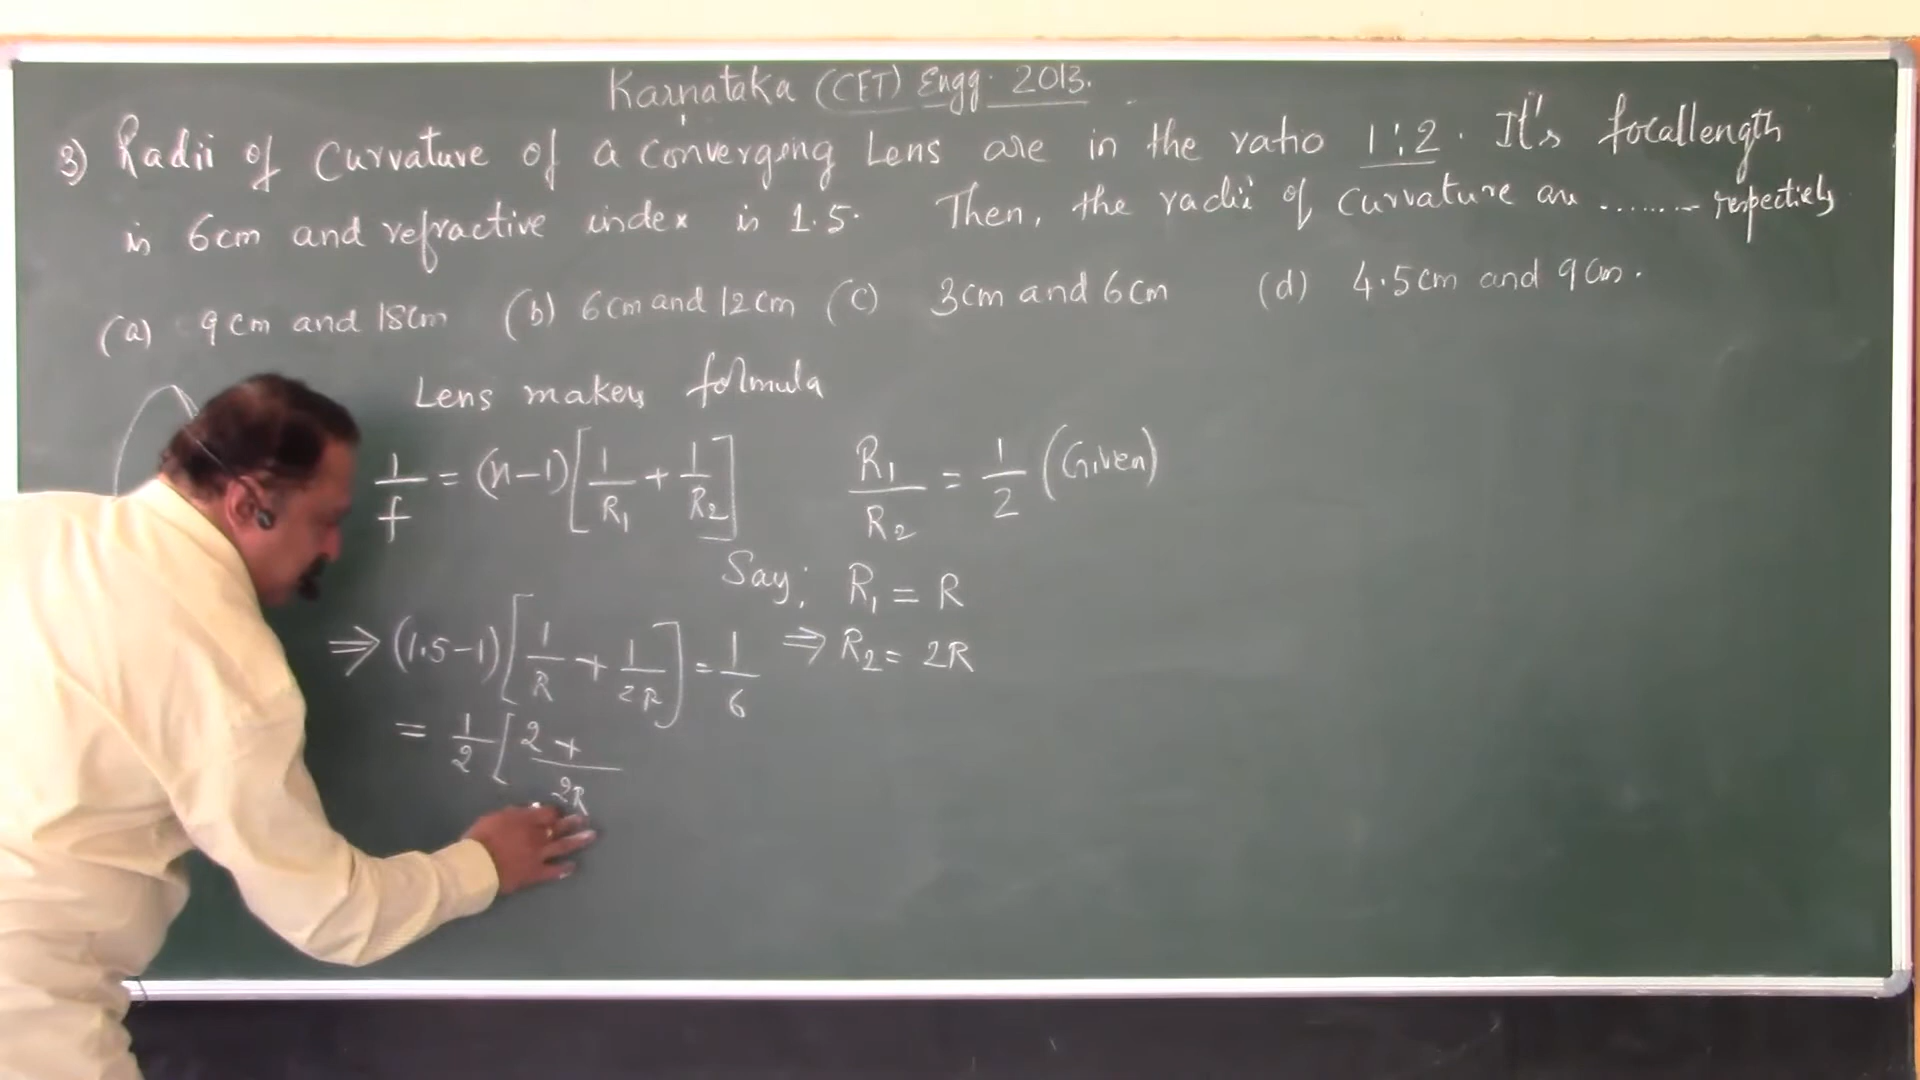 Karnataka (CET) Engg. 2013.
3) Radii of Curvature of a Converging Lens are in the ratio 1:2. It's focallength
is 6cm and refractive index is 1.5. Then, the radii of Curvature are ........ respectively
(a) 9cm and 18cm (b) 6cm and 12cm (c) 3cm and 6cm (d) 4.5cm and 9cm.
Lens makers formula
1/f = (n-1)[1/R₁ + 1/R₂] R₁/R₂ = 1/2 (Given)
Say; R₁ = R
⇒ (1.5-1)[1/R + 1/2R] = 1/6 ⇒ R₂ = 2R
= 1/2 [2+/2R